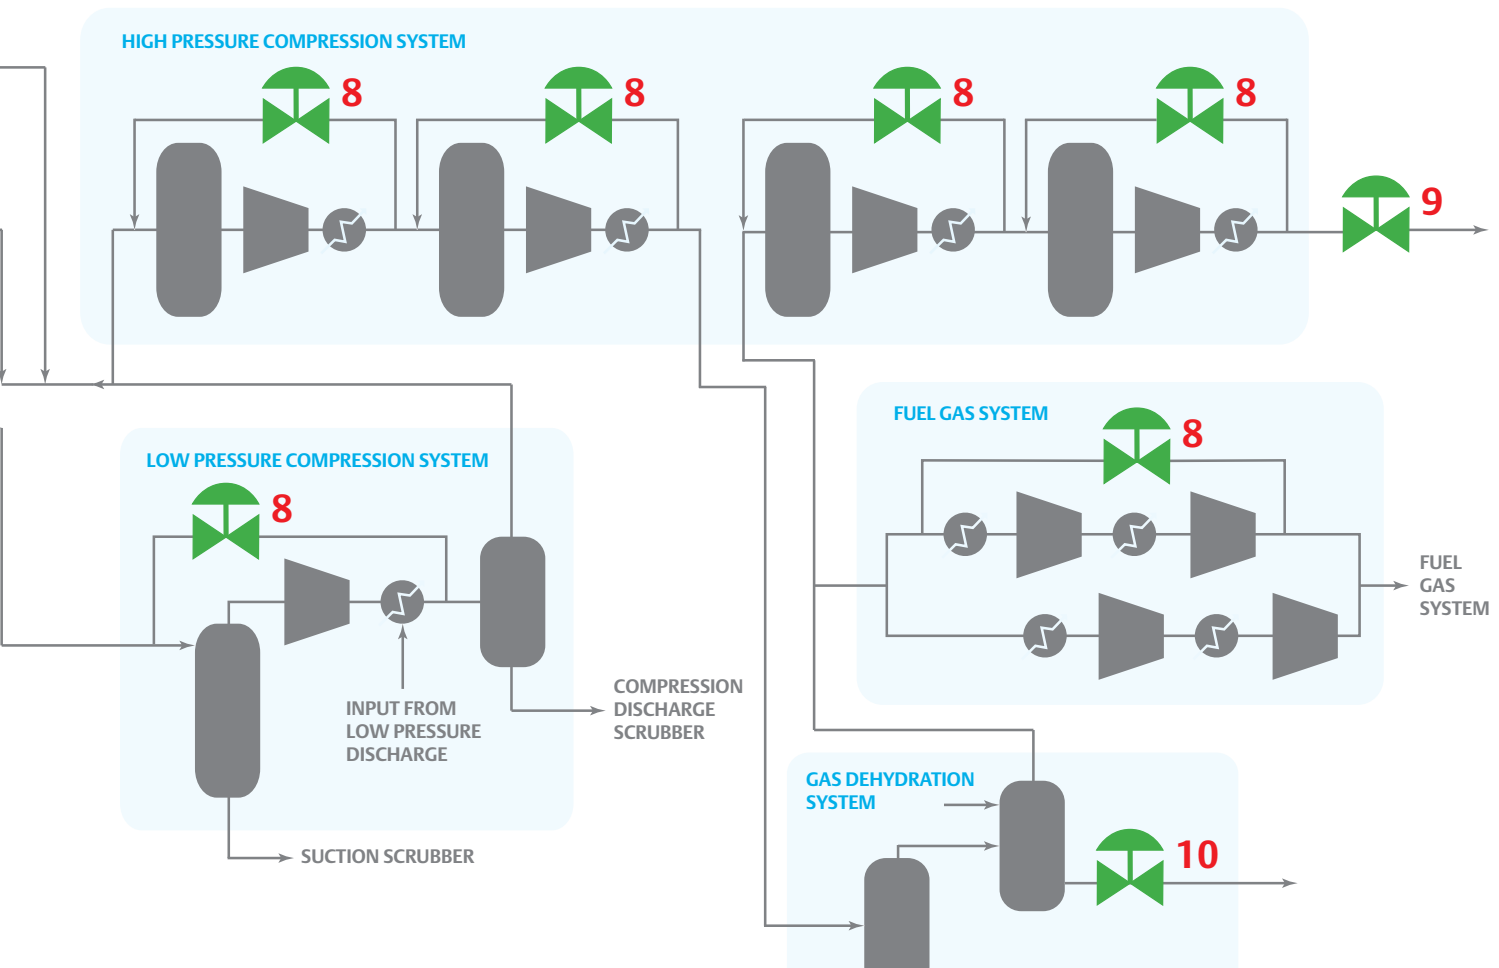 HIGH PRESSURE COMPRESSION SYSTEM
8
8
8
8
9
FUEL GAS SYSTEM
8
LOW PRESSURE COMPRESSION SYSTEM
8
FUEL
GAS
SYSTEM
INPUT FROM
LOW PRESSURE
DISCHARGE
COMPRESSION
DISCHARGE
SCRUBBER
GAS DEHYDRATION
SYSTEM
10
SUCTION SCRUBBER